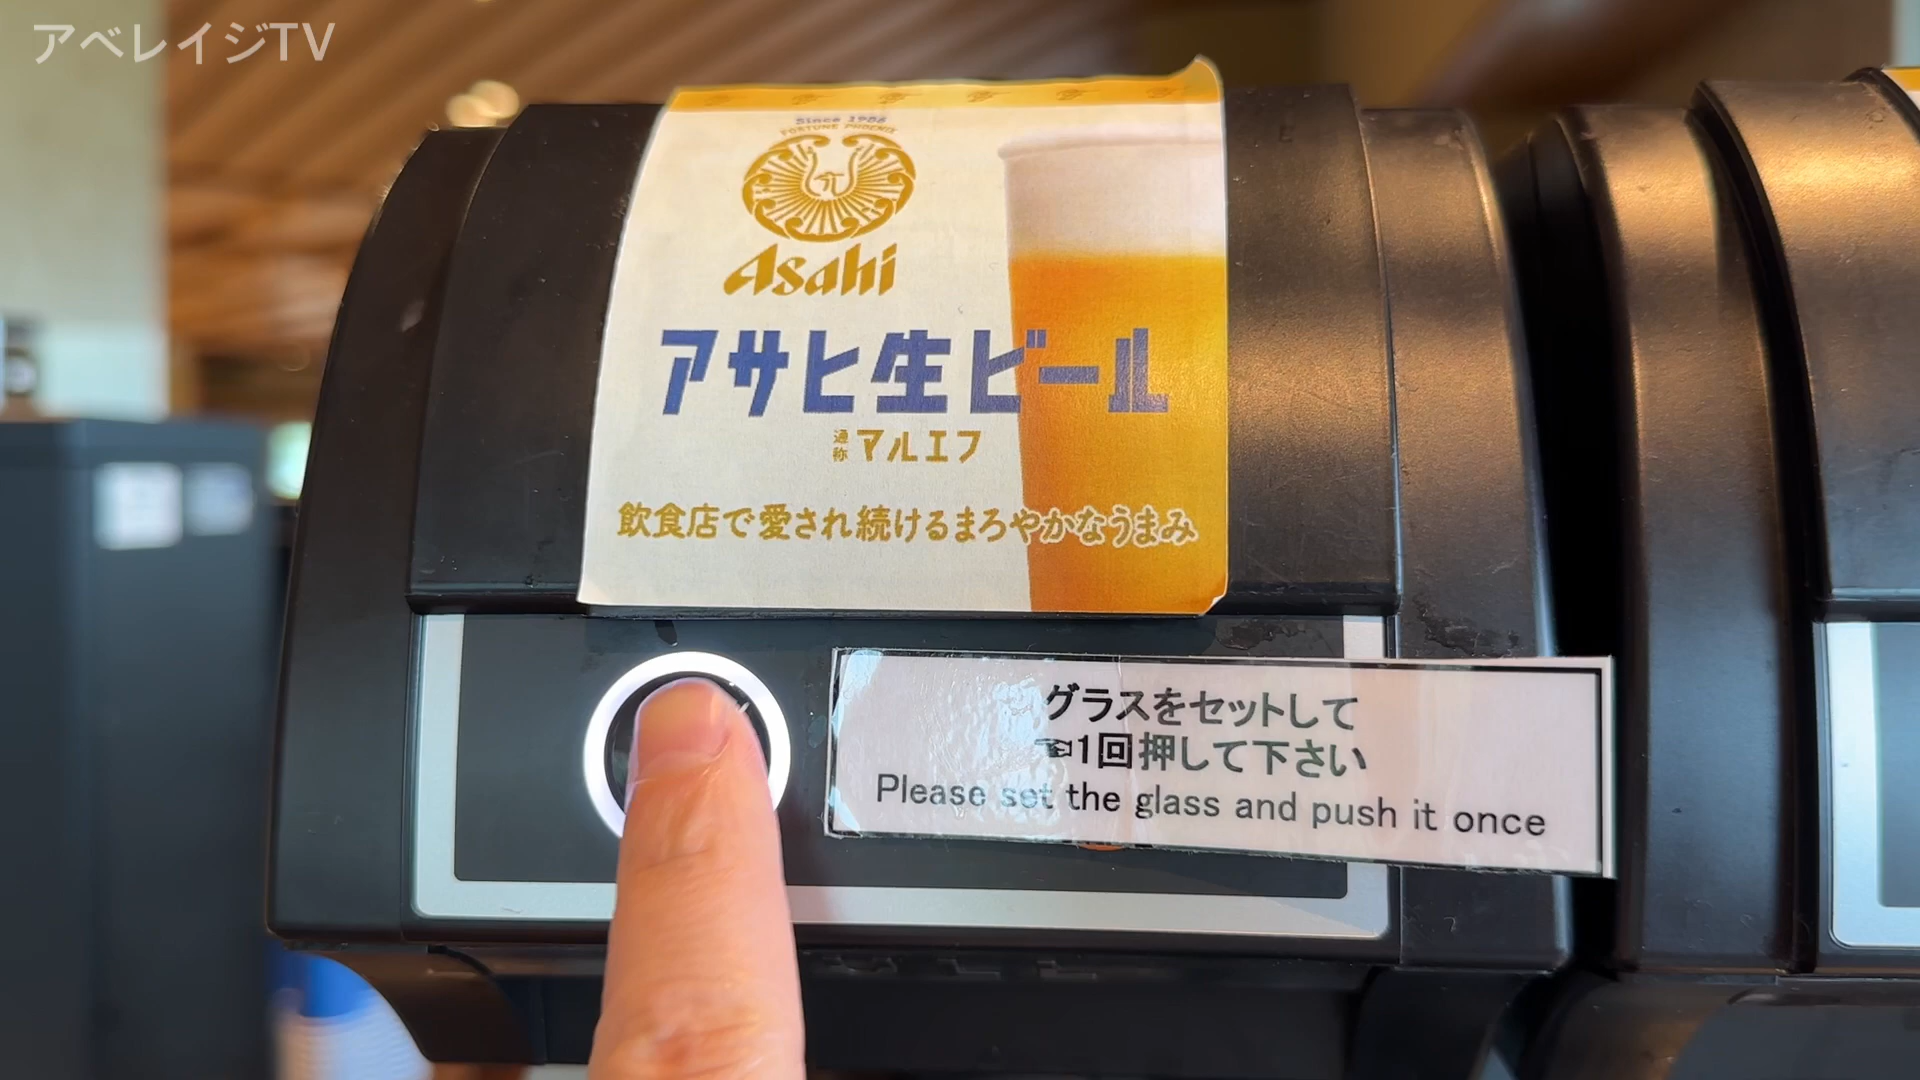 アベレイジTV
Since 1986
FORTUNE PHOENIX
Asahi
アサヒ生ビール
通称 マルエフ
飲食店で愛され続けるまろやかなうまみ
グラスをセットして
☜1回押して下さい
Please set the glass and push it once